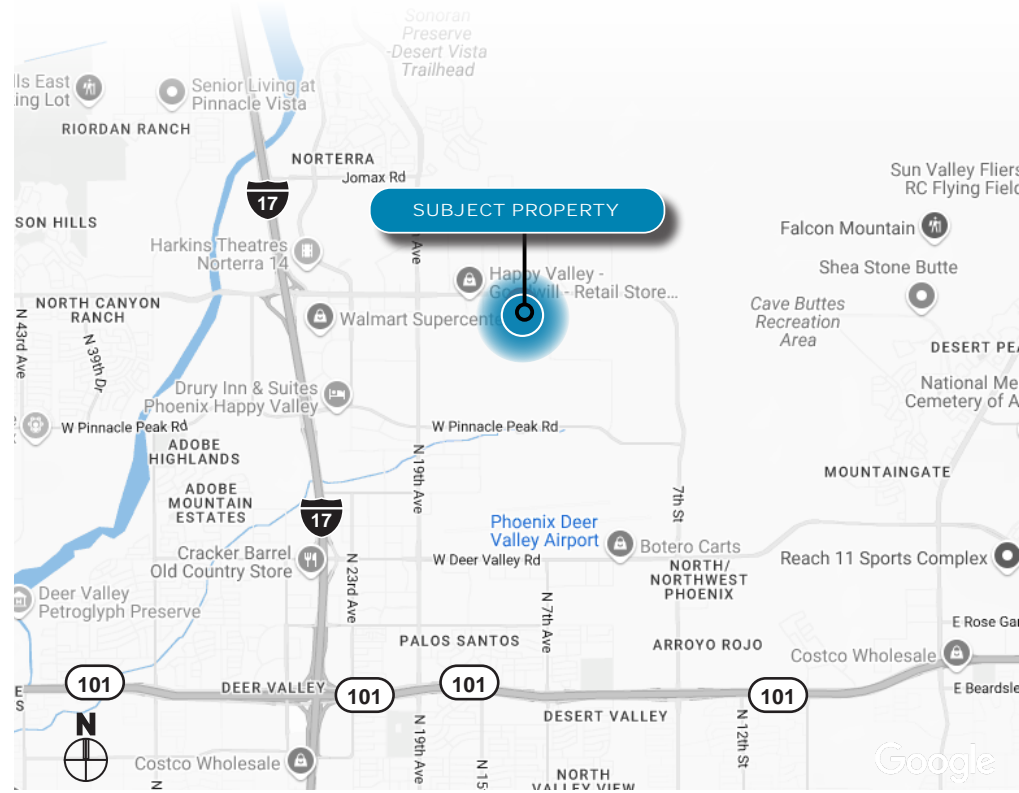 Sonoran
Preserve
-Desert Vista
Trailhead
lls East
ing Lot
Senior Living at
Pinnacle Vista
RIORDAN RANCH
NORTERRA
Jomax Rd
17
Sun Valley Fliers
RC Flying Field
SUBJECT PROPERTY
SON HILLS
Falcon Mountain
Ave
Harkins Theatres
Norterra 14
Happy Valley -
Goodwill - Retail Store...
Shea Stone Butte
NORTH CANYON
RANCH
Walmart Supercente
Cave Buttes
Recreation
Area
N 43rd Ave
N 39th Dr
DESERT PEA
National Me
Cemetery of A
Drury Inn & Suites
Phoenix Happy Valley
W Pinnacle Peak Rd
W Pinnacle Peak Rd
ADOBE
HIGHLANDS
N 19th Ave
MOUNTAINGATE
ADOBE
MOUNTAIN
ESTATES
17
7th St
Phoenix Deer
Valley Airport
Botero Carts
Cracker Barrel
Old Country Store
W Deer Valley Rd
Reach 11 Sports Complex
N 23rd Ave
NORTH/
NORTHWEST
PHOENIX
Deer Valley
Petroglyph Preserve
N 7th Ave
E Rose Gar
PALOS SANTOS
ARROYO ROJO
Costco Wholesale
E
S
101
DEER VALLEY
101
101
101
E Beardsle
N
DESERT VALLEY
N 19th Ave
N 12th St
Costco Wholesale
N
N 15
NORTH
VALLEY VIEW
Google